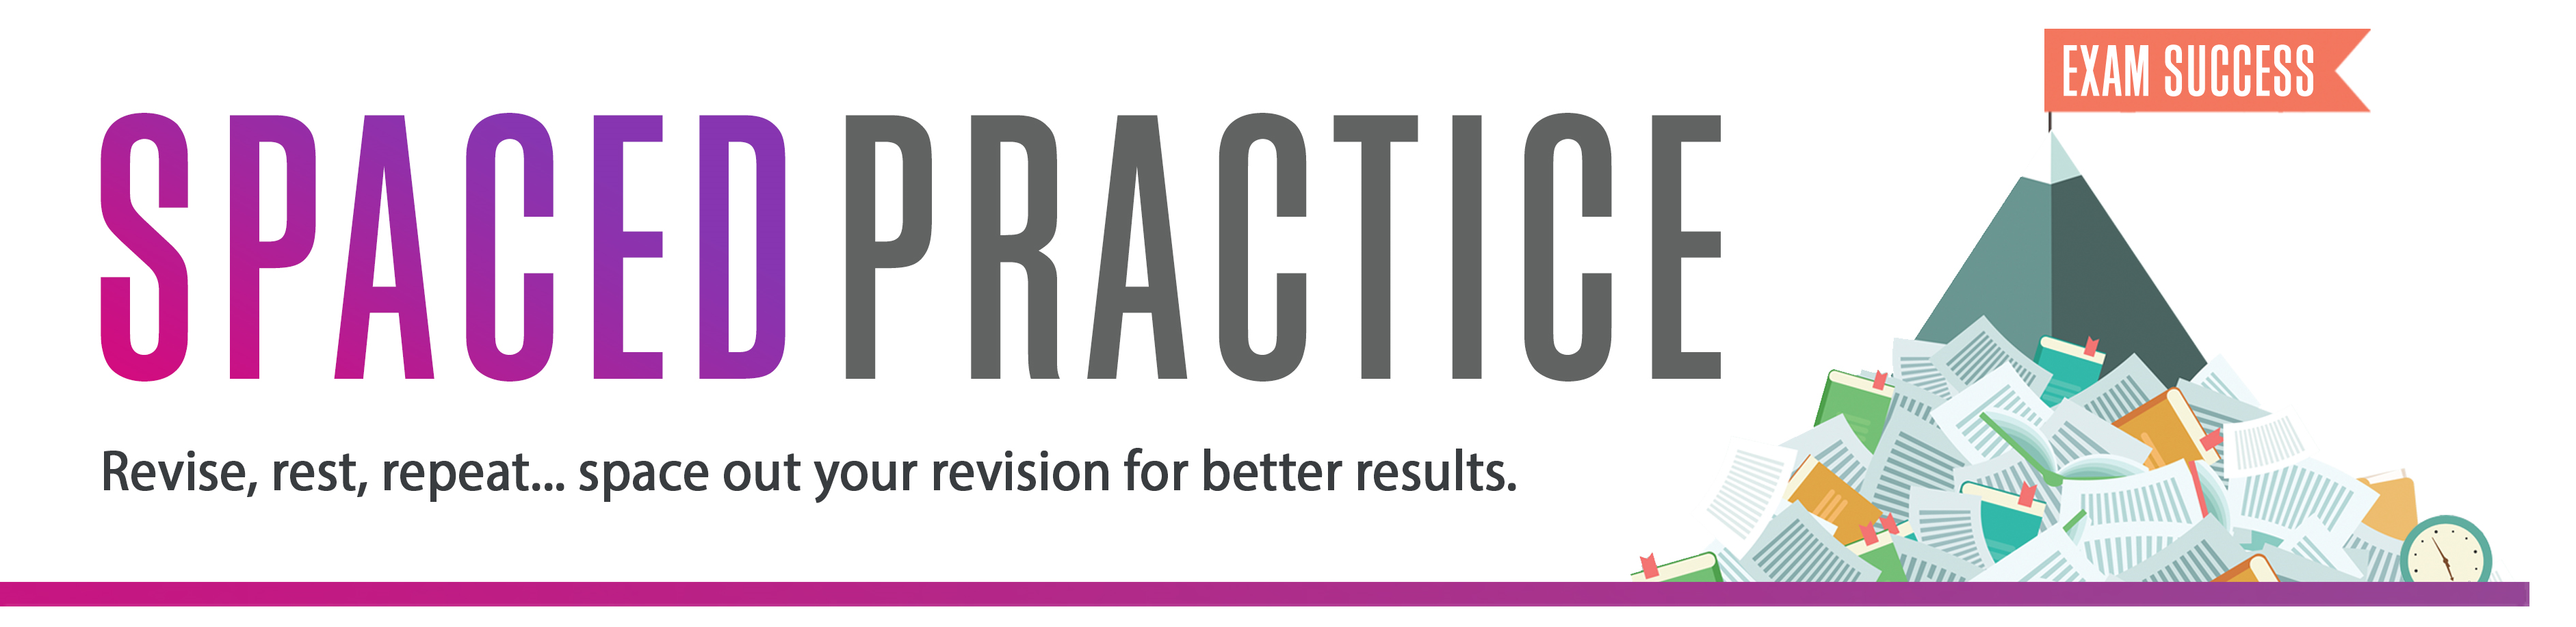 EXAM SUCCESS
SPACED PRACTICE
Revise, rest, repeat... space out your revision for better results.